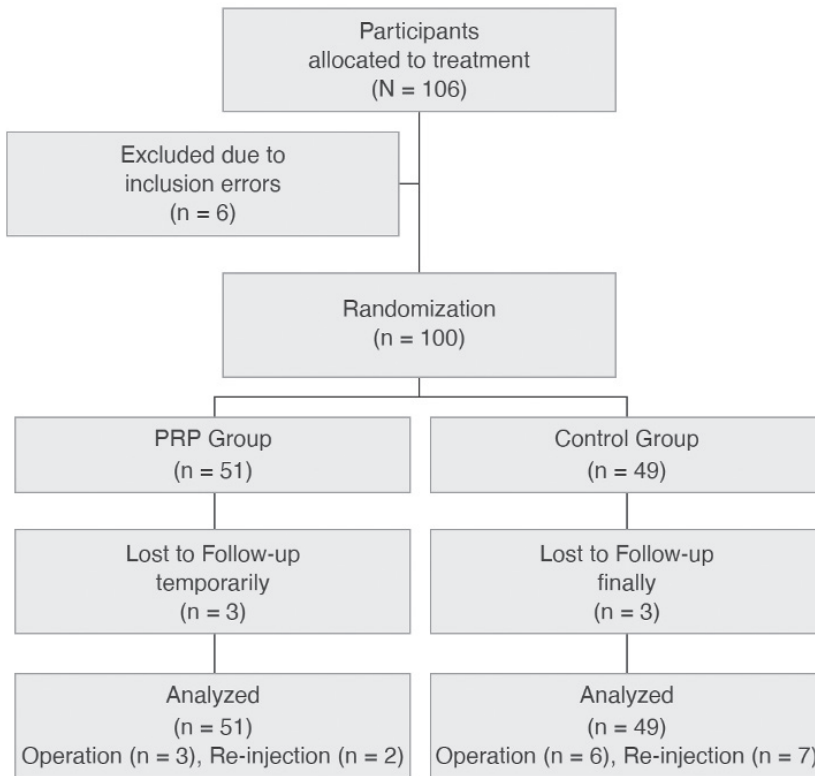 Participants
allocated to treatment
(N = 106)
Excluded due to
inclusion errors
(n = 6)
Randomization
(n = 100)
PRP Group
(n = 51)
Control Group
(n = 49)
Lost to Follow-up
temporarily
(n = 3)
Lost to Follow-up
finally
(n = 3)
Analyzed
(n = 51)
Operation (n = 3), Re-injection (n = 2)
Analyzed
(n = 49)
Operation (n = 6), Re-injection (n = 7)